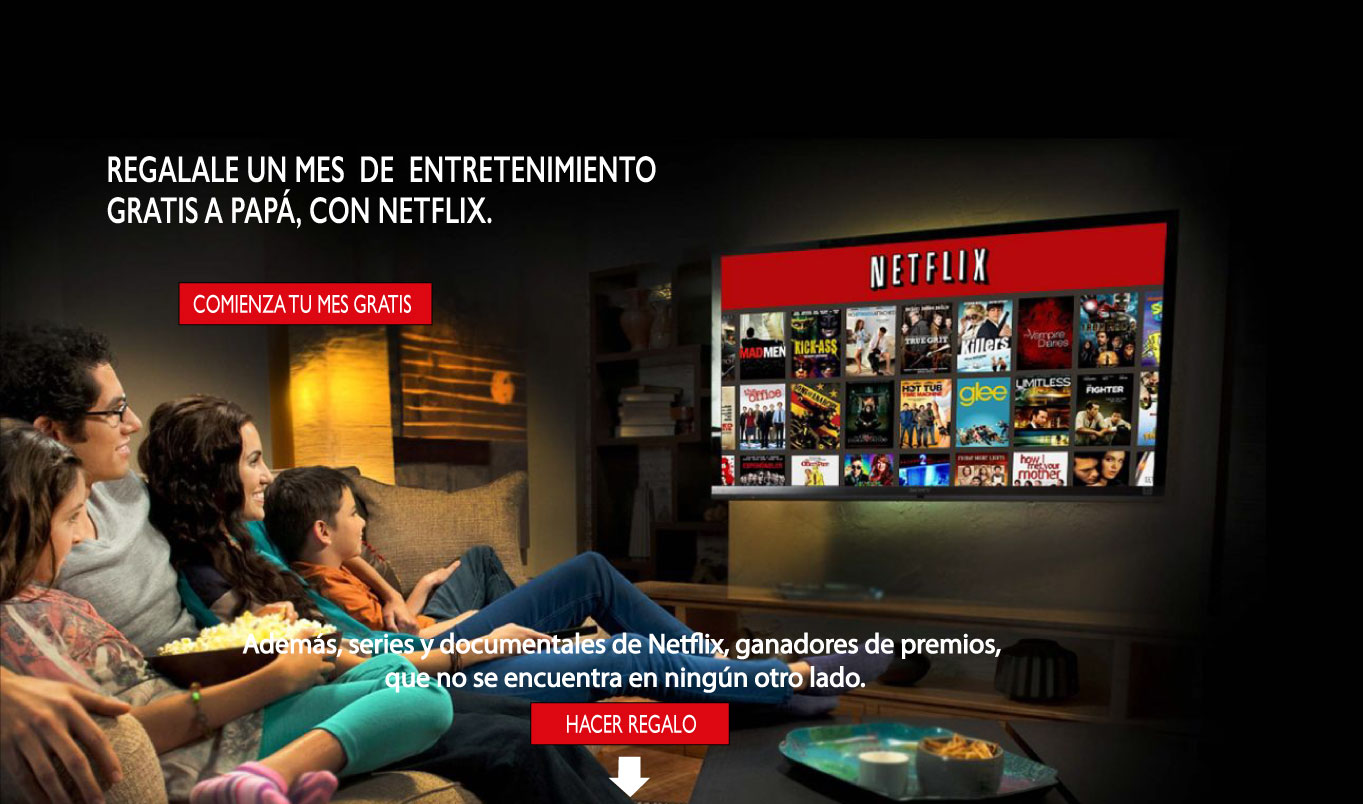 REGALALE UN MES DE ENTRETENIMIENTO
GRATIS A PAPÁ, CON NETFLIX.
COMIENZA TU MES GRATIS
NETFLIX
MAD MEN
KICK-ASS
TRUE GRIT
Killers
The Vampire Diaries
IRON MAN
the office
HOT TUB
TIME MACHINE
glee
LIMITLESS
THE FIGHTER
how i met your mother
Además, series y documentales de Netflix, ganadores de premios,
que no se encuentra en ningún otro lado.
HACER REGALO